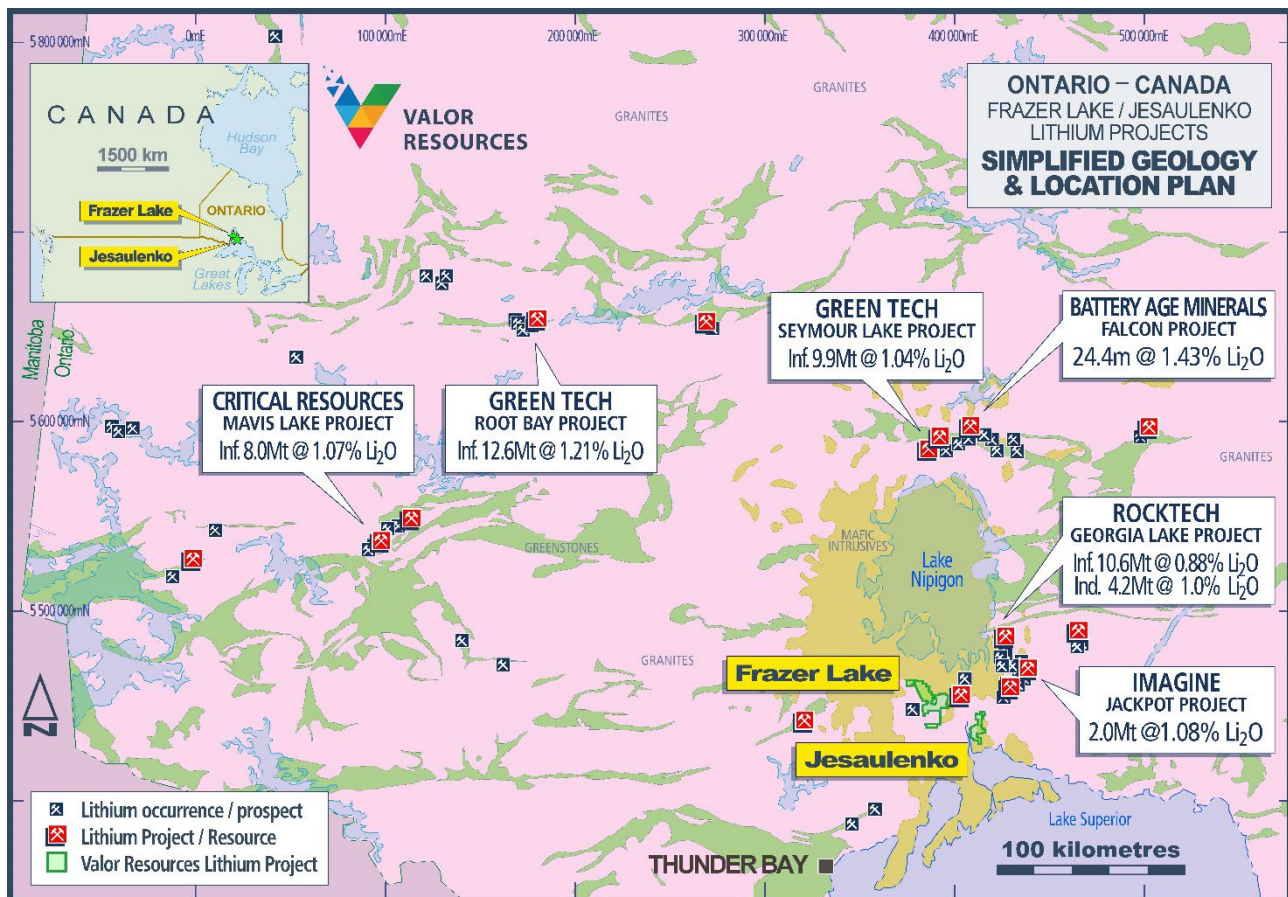 0mE
100 000mE
200 000mE
300 000mE
400 000mE
500 000mE
5 800 000mN
5 600 000mN
5 500 000mN
CANADA
Hudson
Bay
1500 km
Frazer Lake
ONTARIO
Jesaulenko
Great
Lakes
VALOR
RESOURCES
ONTARIO – CANADA
FRAZER LAKE / JESAULENKO
LITHIUM PROJECTS
SIMPLIFIED GEOLOGY
& LOCATION PLAN
GRANITES
GRANITES
GRANITES
Manitoba
Ontario
GREEN TECH
SEYMOUR LAKE PROJECT
Inf. 9.9Mt @ 1.04% Li₂O
BATTERY AGE MINERALS
FALCON PROJECT
24.4m @ 1.43% Li₂O
CRITICAL RESOURCES
MAVIS LAKE PROJECT
Inf. 8.0Mt @ 1.07% Li₂O
GREEN TECH
ROOT BAY PROJECT
Inf. 12.6Mt @ 1.21% Li₂O
GRANITES
ROCKTECH
GEORGIA LAKE PROJECT
Inf. 10.6Mt @ 0.88% Li₂O
Ind. 4.2Mt @ 1.0% Li₂O
GREENSTONES
MAFIC
INTRUSIVES
Lake
Nipigon
GRANITES
Frazer Lake
Jesaulenko
IMAGINE
JACKPOT PROJECT
2.0Mt @1.08% Li₂O
N
Lithium occurrence / prospect
Lithium Project / Resource
Valor Resources Lithium Project
THUNDER BAY
Lake Superior
100 kilometres